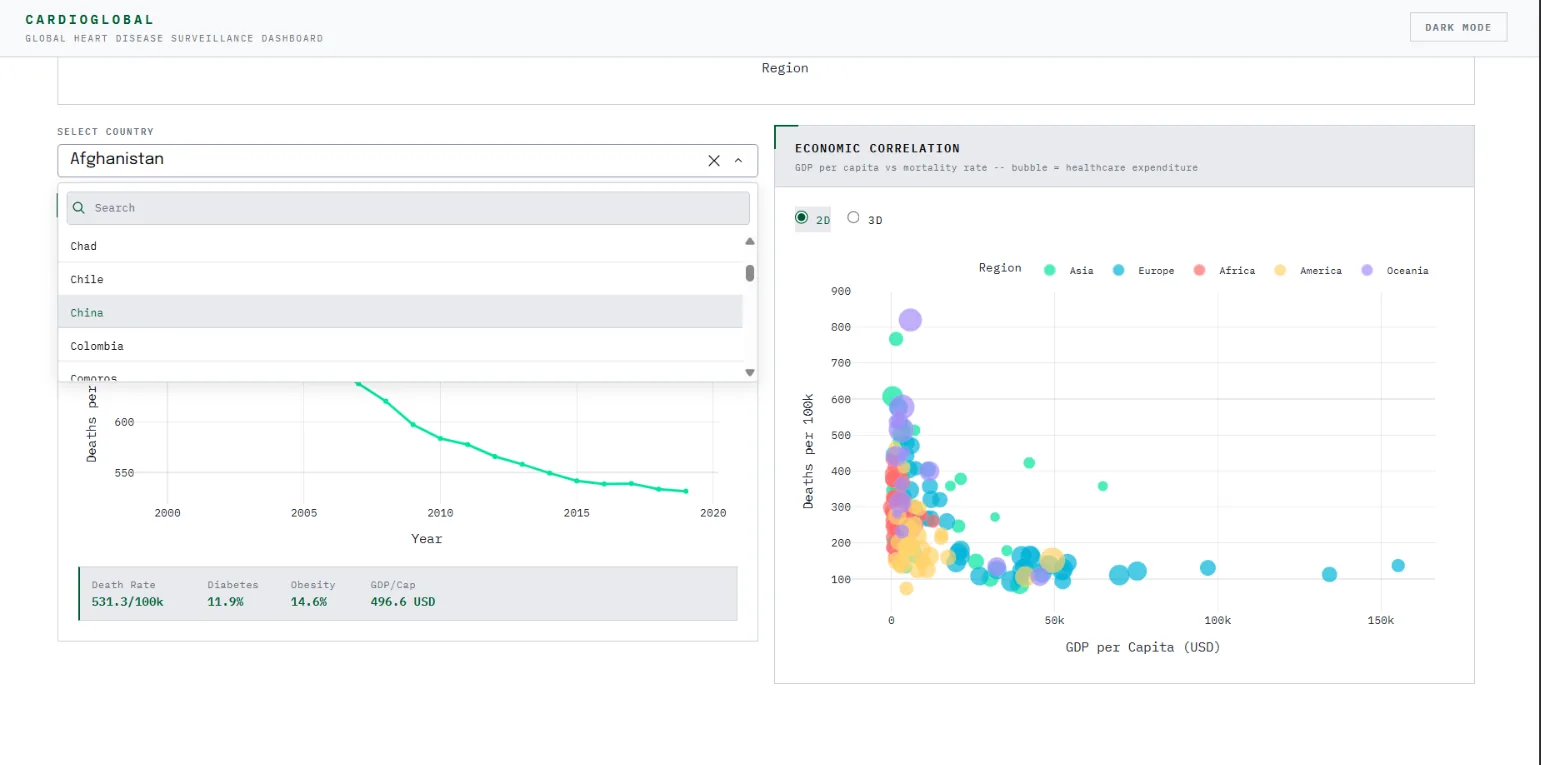 CARDIOGLOBAL
GLOBAL HEART DISEASE SURVEILLANCE DASHBOARD
DARK MODE
Region
SELECT COUNTRY
Afghanistan
Search
Chad
Chile
China
Colombia
Comoros
Deaths per
600
550
2000 2005 2010 2015 2020
Year
Death Rate Diabetes Obesity GDP/Cap
531.3/100k 11.9% 14.6% 496.6 USD
ECONOMIC CORRELATION
GDP per capita vs mortality rate -- bubble = healthcare expenditure
2D 3D
Region Asia Europe Africa America Oceania
900
800
700
600
500
400
300
200
100
Deaths per 100k
0 50k 100k 150k
GDP per Capita (USD)